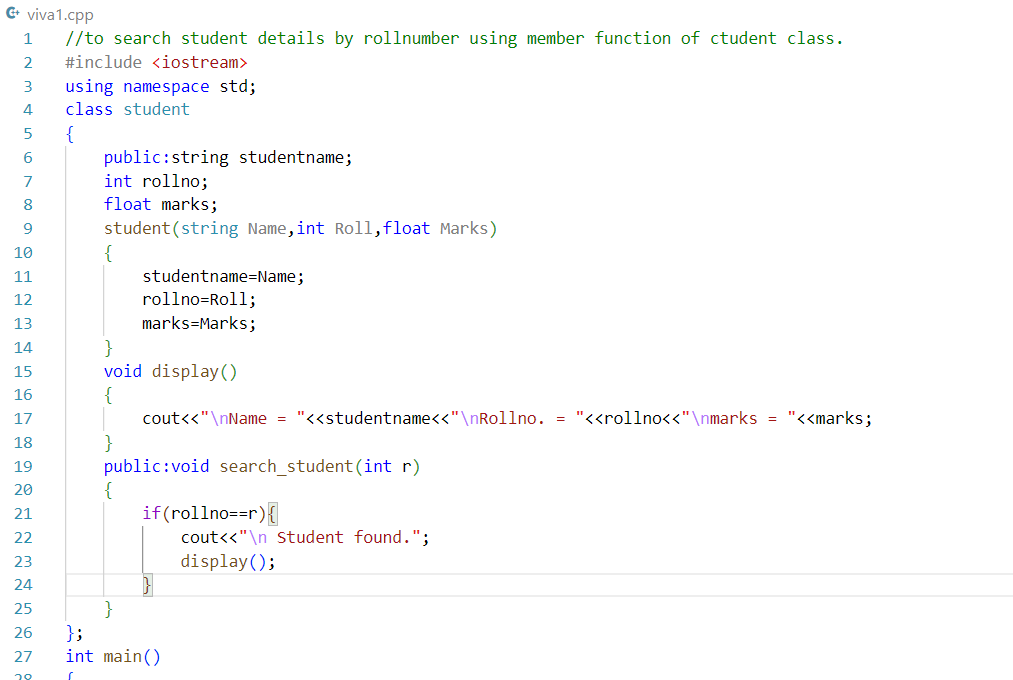 viva1.cpp
1 //to search student details by rollnumber using member function of ctudent class.
2 #include <iostream>
3 using namespace std;
4 class student
5 {
6 public:string studentname;
7 int rollno;
8 float marks;
9 student(string Name,int Roll,float Marks)
10 {
11 studentname=Name;
12 rollno=Roll;
13 marks=Marks;
14 }
15 void display()
16 {
17 cout<<"\nName = "<<studentname<<"\nRollno. = "<<rollno<<"\nmarks = "<<marks;
18 }
19 public:void search_student(int r)
20 {
21 if(rollno==r){
22 cout<<"\n Student found.";
23 display();
24 }
25 }
26 };
27 int main()
28 {